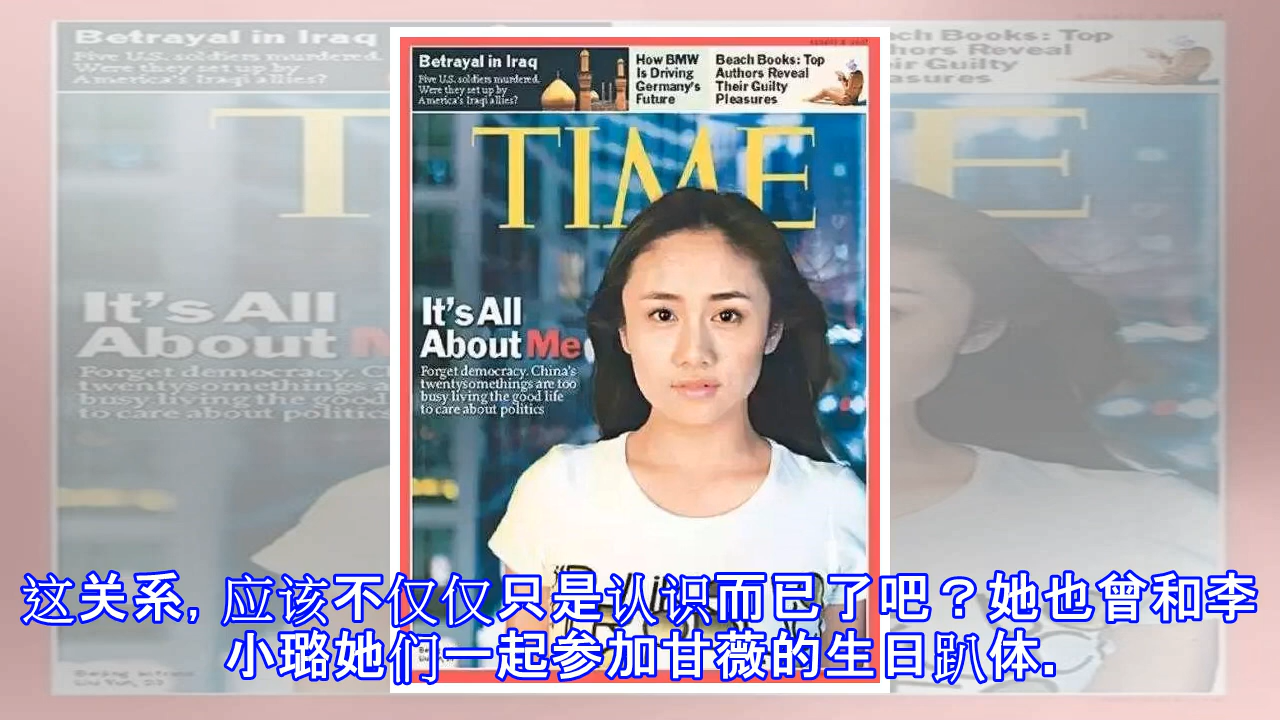 Betrayal in Iraq
Five U.S. soldiers murdered.
Were they set up by
America's Iraqi allies?
How BMW
Is Driving
Germany's
Future
Beach Books: Top
Authors Reveal
Their Guilty
Pleasures
TIME
It's All
About Me
Forget democracy. China's
twentysomethings are too
busy living the good life
to care about politics
这关系,应该不仅仅只是认识而已了吧？她也曾和李
小璐她们一起参加甘薇的生日趴体.